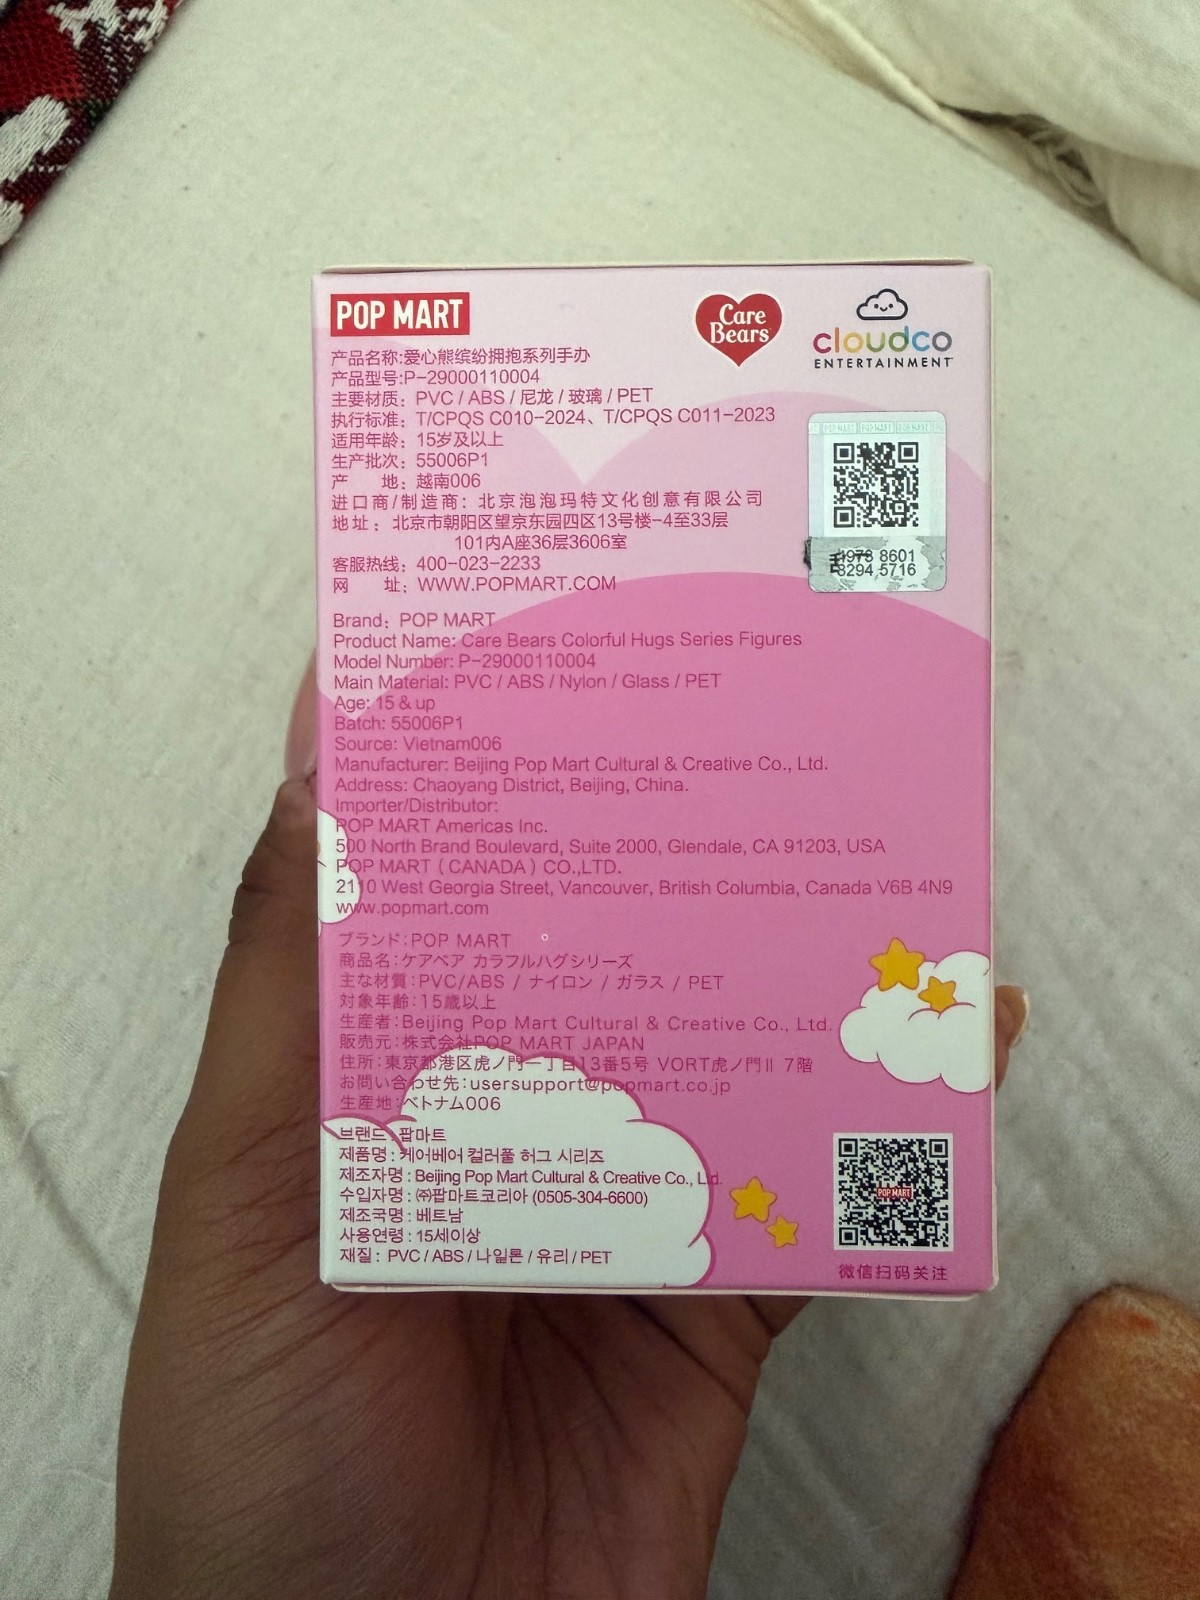 POP MART
Care
Bears
cloudco
ENTERTAINMENT
产品名称:爱心熊缤纷拥抱系列手办
产品型号:P-29000110004
主要材质：PVC / ABS / 尼龙 / 玻璃 / PET
执行标准：T/CPQS C010-2024、T/CPQS C011-2023
适用年龄：15岁及以上
生产批次：55006P1
产 地：越南006
进口商/制造商：北京泡泡玛特文化创意有限公司
地址：北京市朝阳区望京东园四区13号楼-4至33层
101内A座36层3606室
客服热线：400-023-2233
网 址：WWW.POPMART.COM
POP MART POP MART POP MART
8601
3294 5716
Brand：POP MART
Product Name: Care Bears Colorful Hugs Series Figures
Model Number: P-29000110004
Main Material: PVC / ABS / Nylon / Glass / PET
Age: 15 & up
Batch: 55006P1
Source: Vietnam006
Manufacturer: Beijing Pop Mart Cultural & Creative Co., Ltd.
Address: Chaoyang District, Beijing, China.
Importer/Distributor:
POP MART Americas Inc.
500 North Brand Boulevard, Suite 2000, Glendale, CA 91203, USA
POP MART（CANADA）CO.,LTD.
2110 West Georgia Street, Vancouver, British Columbia, Canada V6B 4N9
www.popmart.com
ブランド:POP MART
商品名:ケアベア カラフルハグシリーズ
主な材質:PVC/ABS / ナイロン / ガラス / PET
対象年齢:15歳以上
生産者:Beijing Pop Mart Cultural & Creative Co., Ltd.
販売元:株式会社POP MART JAPAN
住所:東京都港区虎ノ門一丁目13番5号 VORT虎ノ門Ⅱ 7階
お問い合わせ先:usersupport@popmart.co.jp
生産地:ベトナム006
브랜드 : 팝마트
제품명 : 케어베어 컬러풀 허그 시리즈
제조자명 : Beijing Pop Mart Cultural & Creative Co., Ltd.
수입자명 : ㈜팝마트코리아 (0505-304-6600)
제조국명 : 베트남
사용연령 : 15세이상
재질 : PVC / ABS / 나일론 / 유리 / PET
POP MART
微信扫码关注